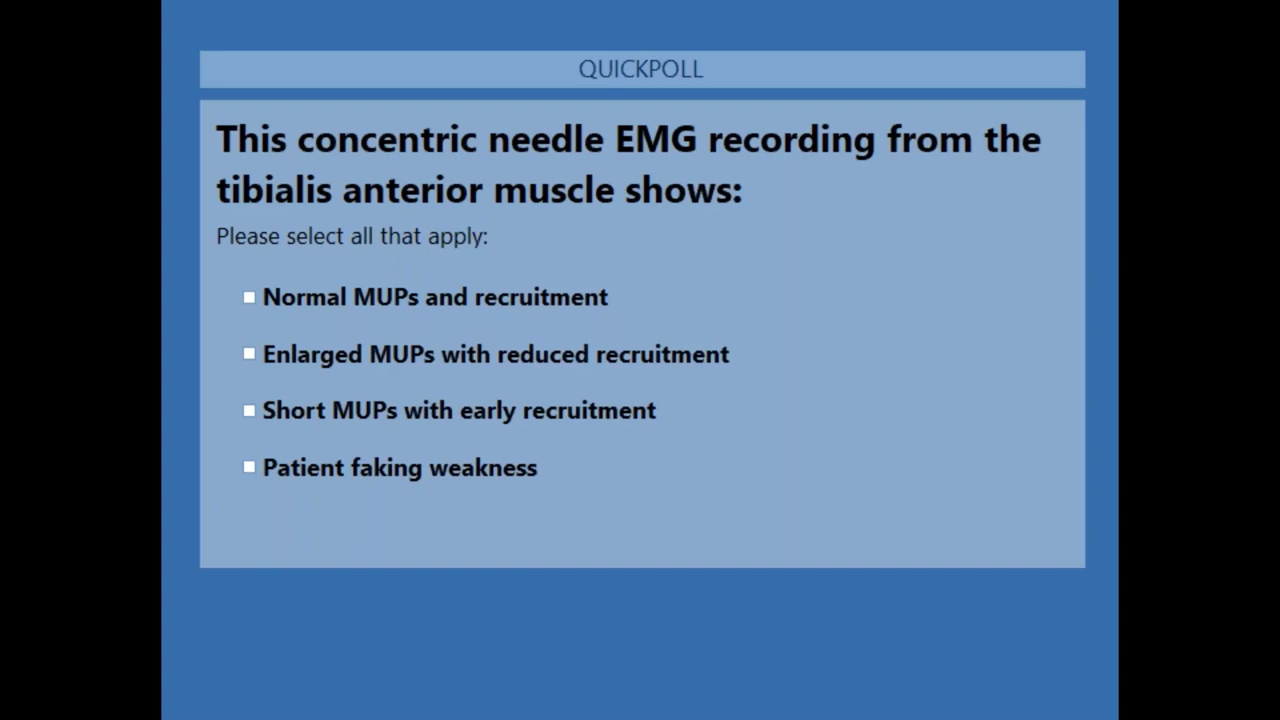 QUICKPOLL
This concentric needle EMG recording from the
tibialis anterior muscle shows:
Please select all that apply:
Normal MUPs and recruitment
Enlarged MUPs with reduced recruitment
Short MUPs with early recruitment
Patient faking weakness